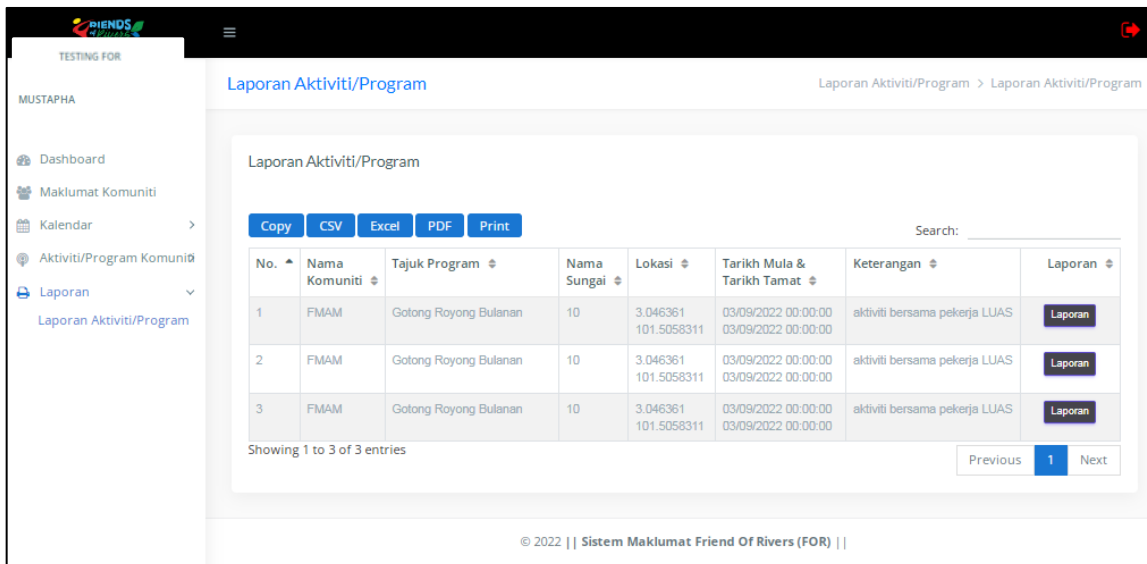 FRIENDS
of Rivers
TESTING FOR
MUSTAPHA
Dashboard
Maklumat Komuniti
Kalendar
Aktiviti/Program Komuniti
Laporan
Laporan Aktiviti/Program
Laporan Aktiviti/Program
Laporan Aktiviti/Program > Laporan Aktiviti/Program
Laporan Aktiviti/Program
Copy CSV Excel PDF Print
Search:
No. Nama Komuniti Tajuk Program Nama Sungai Lokasi Tarikh Mula & Tarikh Tamat Keterangan Laporan
1 FMAM Gotong Royong Bulanan 10 3.046361 03/09/2022 00:00:00 aktiviti bersama pekerja LUAS Laporan
101.5058311 03/09/2022 00:00:00
2 FMAM Gotong Royong Bulanan 10 3.046361 03/09/2022 00:00:00 aktiviti bersama pekerja LUAS Laporan
101.5058311 03/09/2022 00:00:00
3 FMAM Gotong Royong Bulanan 10 3.046361 03/09/2022 00:00:00 aktiviti bersama pekerja LUAS Laporan
101.5058311 03/09/2022 00:00:00
Showing 1 to 3 of 3 entries
Previous 1 Next
© 2022 || Sistem Maklumat Friend Of Rivers (FOR) ||